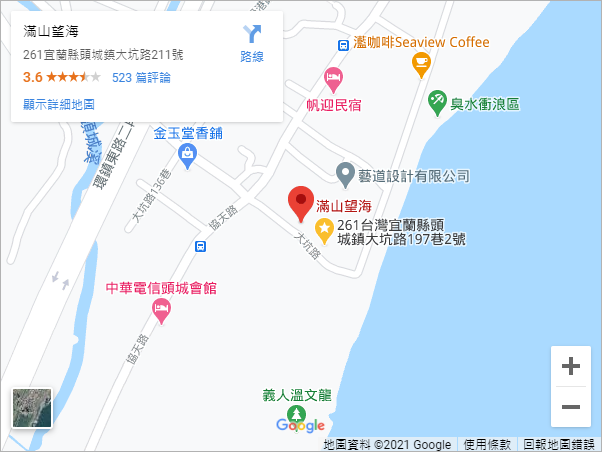 滿山望海
261宜蘭縣頭城鎮大坑路211號
3.6
523 篇評論
顯示詳細地圖
路線
濫咖啡Seaview Coffee
帆迎民宿
臭水衝浪區
金玉堂香鋪
環鎮東路二段
大坑路136巷
藝道設計有限公司
協天路
滿山望海
261台灣宜蘭縣頭
城鎮大坑路197巷2號
大坑路
中華電信頭城會館
協天路
義人溫文龍
Google
地圖資料 ©2021 Google
使用條款
回報地圖錯誤